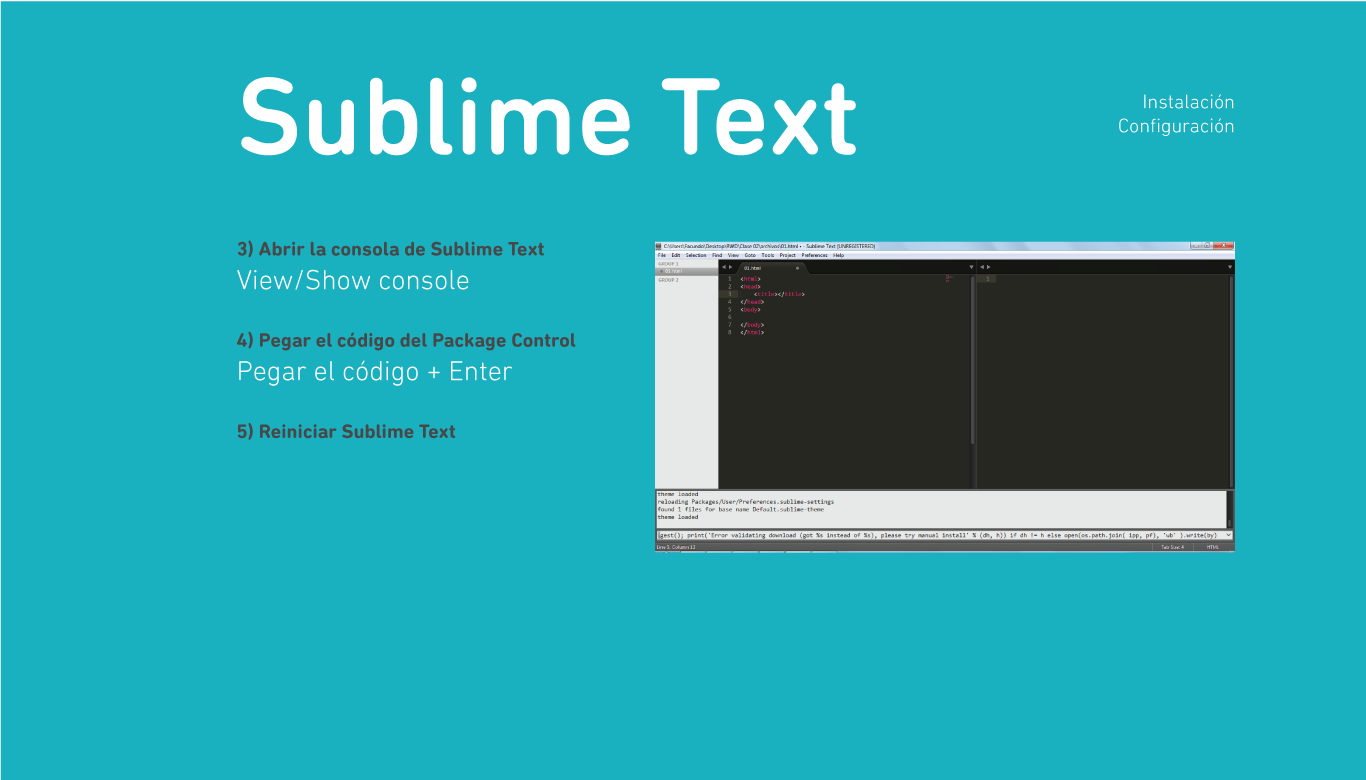 Sublime Text
Instalación
Configuración
3) Abrir la consola de Sublime Text
View/Show console
4) Pegar el código del Package Control
Pegar el código + Enter
5) Reiniciar Sublime Text
C:\Users\Facundo\Desktop\RWD\Clase 02\archivos\01.html • - Sublime Text (UNREGISTERED)
File Edit Selection Find View Goto Tools Project Preferences Help
GROUP 1
01.html
GROUP 2
01.html
1 <html>
2 <head>
3 <title></title>
4 </head>
5 <body>
6
7 </body>
8 </html>
1
theme loaded
reloading Packages/User/Preferences.sublime-settings
found 1 files for base name Default.sublime-theme
theme loaded
igest(); print('Error validating download (got %s instead of %s), please try manual install' % (dh, h)) if dh != h else open(os.path.join( ipp, pf), 'wb' ).write(by)
Line 3, Column 12
Tab Size: 4
HTML